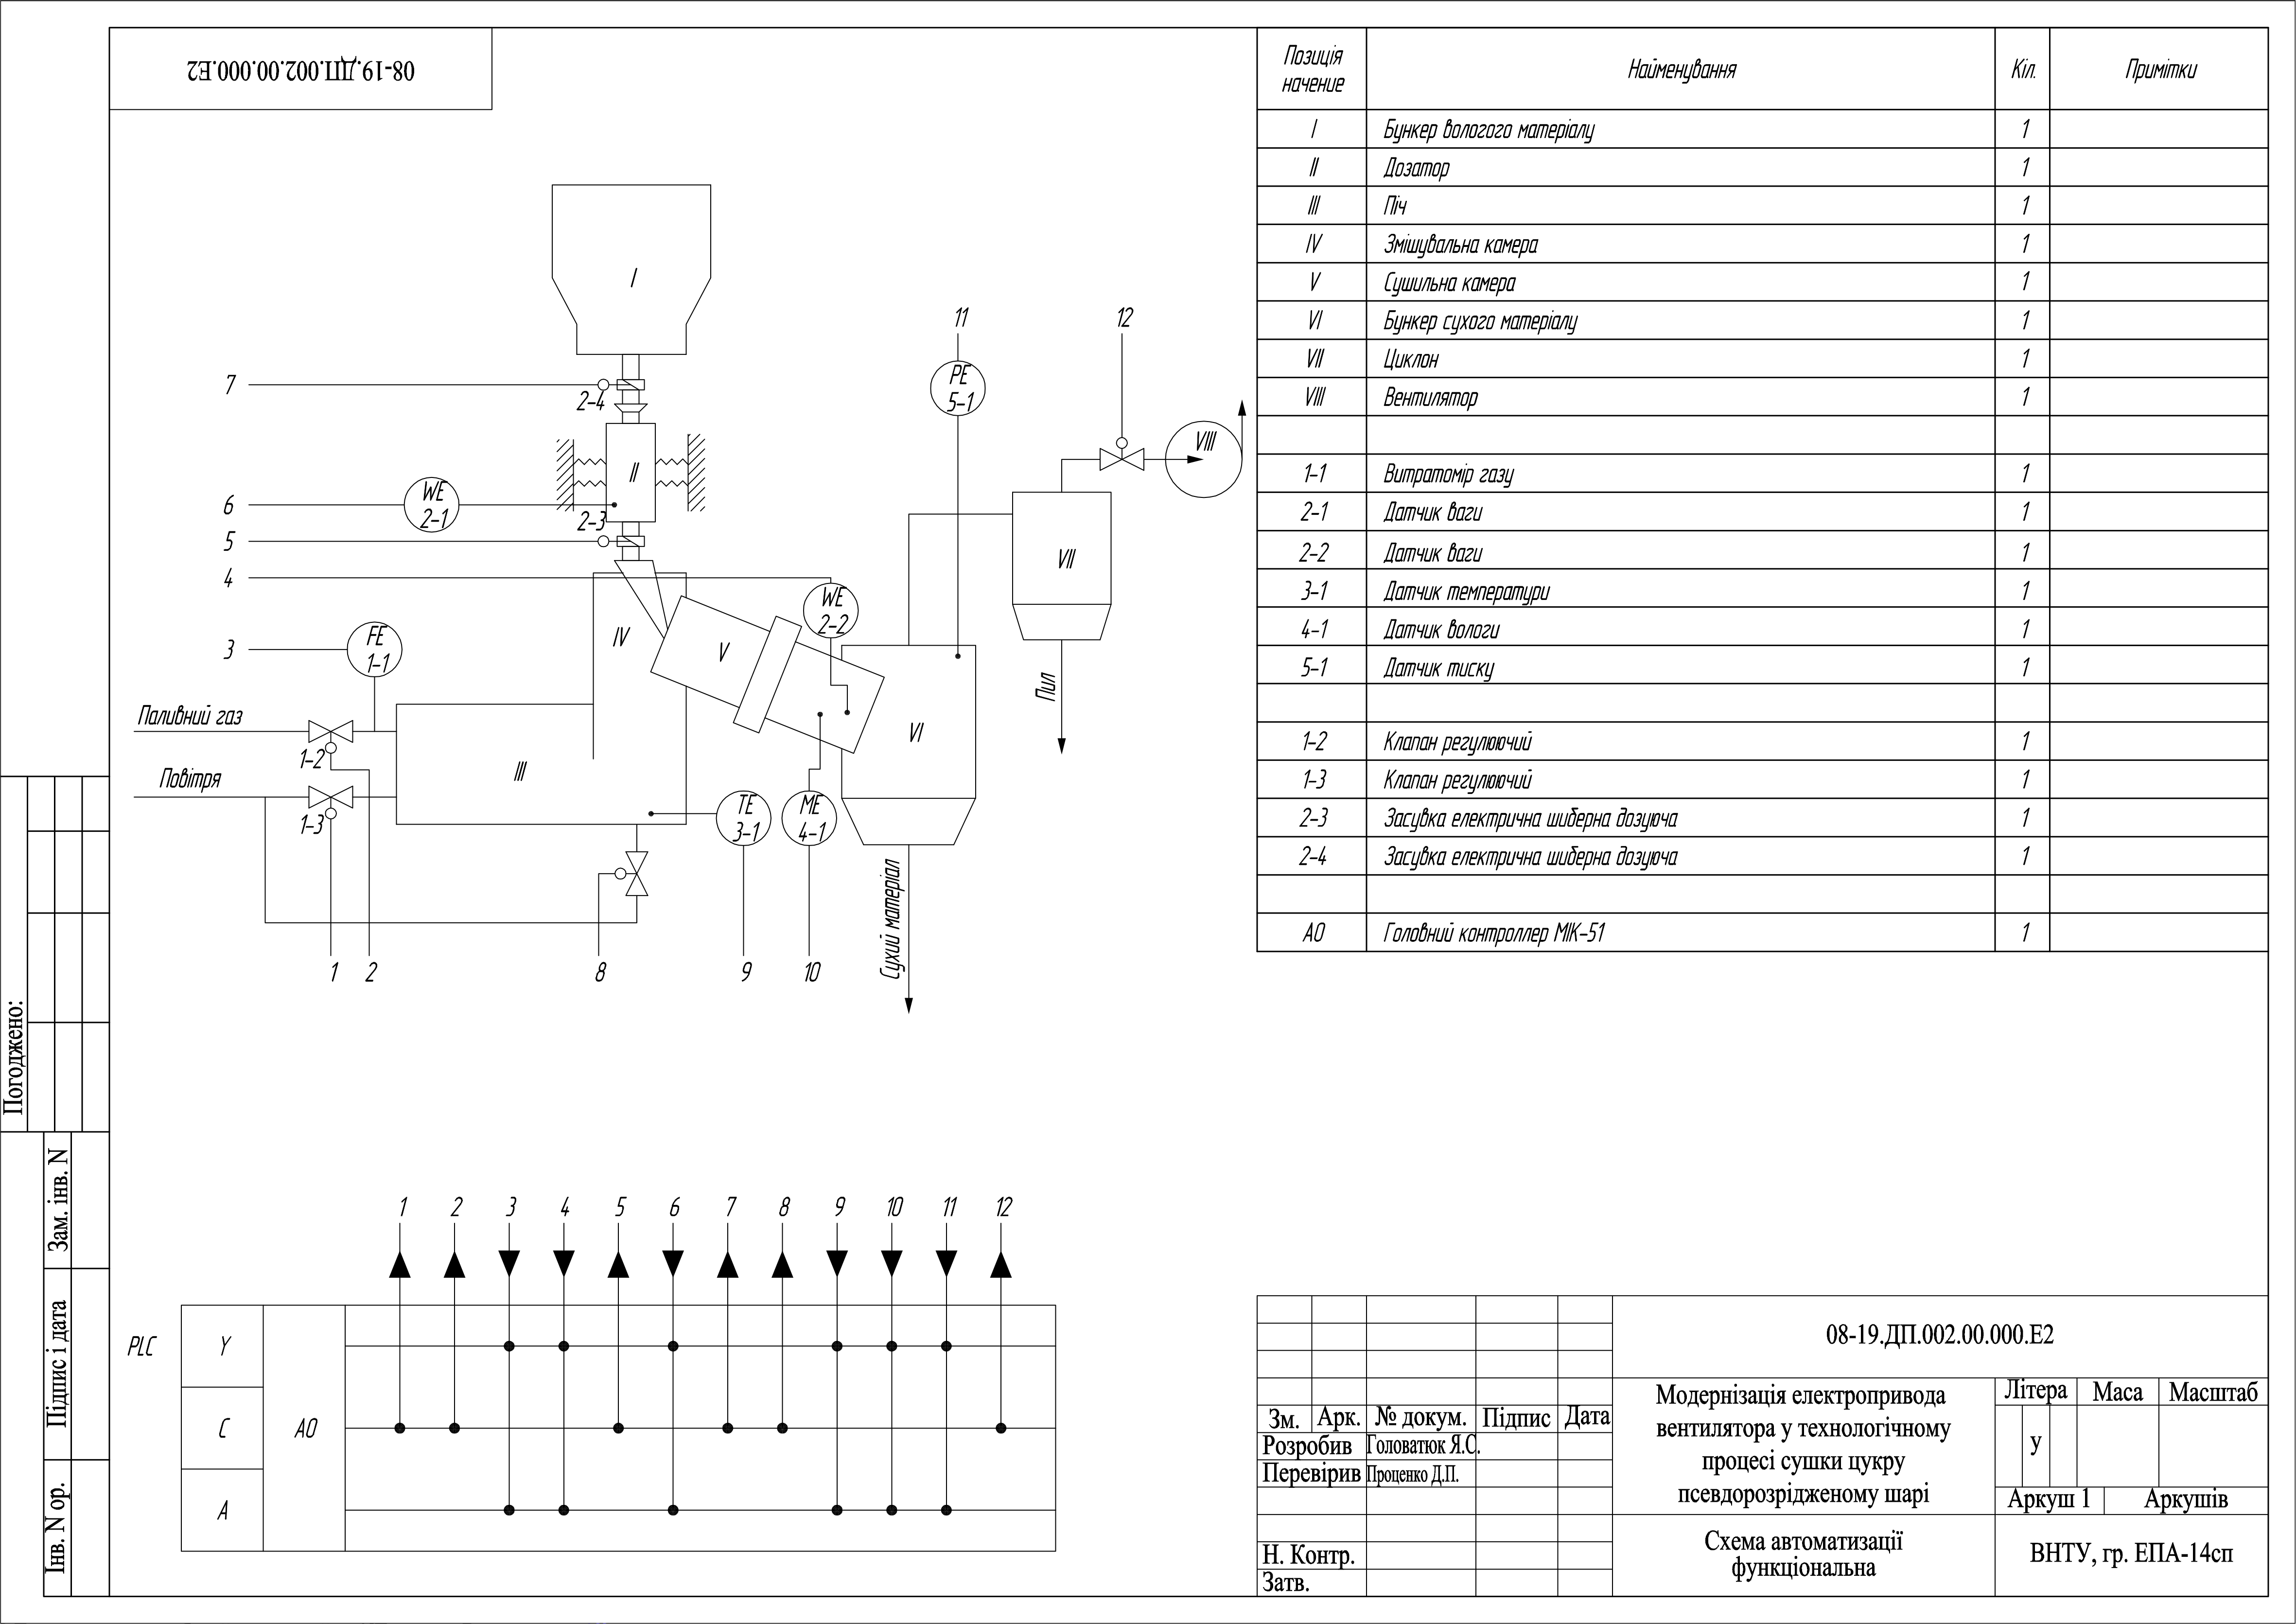 08-19.ДП.002.00.000.Е2
I
7
2-4
II
WE
2-1
6
2-3
5
4
WE
2-2
IV
V
FE
1-1
3
Паливний газ
1-2
Повітря
1-3
III
TE
3-1
ME
4-1
VI
1
2
8
9
10
Сухий матеріал
11
PE
5-1
12
VIII
VII
Пил
Позиція Найменування Кіл. Примітки
начение
I Бункер вологого матеріалу 1
II Дозатор 1
III Піч 1
IV Змішувальна камера 1
V Сушильна камера 1
VI Бункер сухого матеріалу 1
VII Циклон 1
VIII Вентилятор 1
1-1 Витратомір газу 1
2-1 Датчик ваги 1
2-2 Датчик ваги 1
3-1 Датчик температури 1
4-1 Датчик вологи 1
5-1 Датчик тиску 1
1-2 Клапан регулюючий 1
1-3 Клапан регулюючий 1
2-3 Засувка електрична шиберна дозуюча 1
2-4 Засувка електрична шиберна дозуюча 1
АО Головний контроллер МІК-51 1
Погоджено:
Зам. інв. N
Підпис і дата
Інв. N ор.
1 2 3 4 5 6 7 8 9 10 11 12
PLC
Y
C
A
АО
08-19.ДП.002.00.000.Е2
Зм. Арк. № докум. Підпис Дата
Розробив Головатюк Я.С.
Перевірив Проценко Д.П.
Н. Контр.
Затв.
Модернізація електропривода
вентилятора у технологічному
процесі сушки цукру
псевдорозрідженому шарі
Схема автоматизації
функціональна
Літера Маса Масштаб
у
Аркуш 1 Аркушів
ВНТУ, гр. ЕПА-14сп